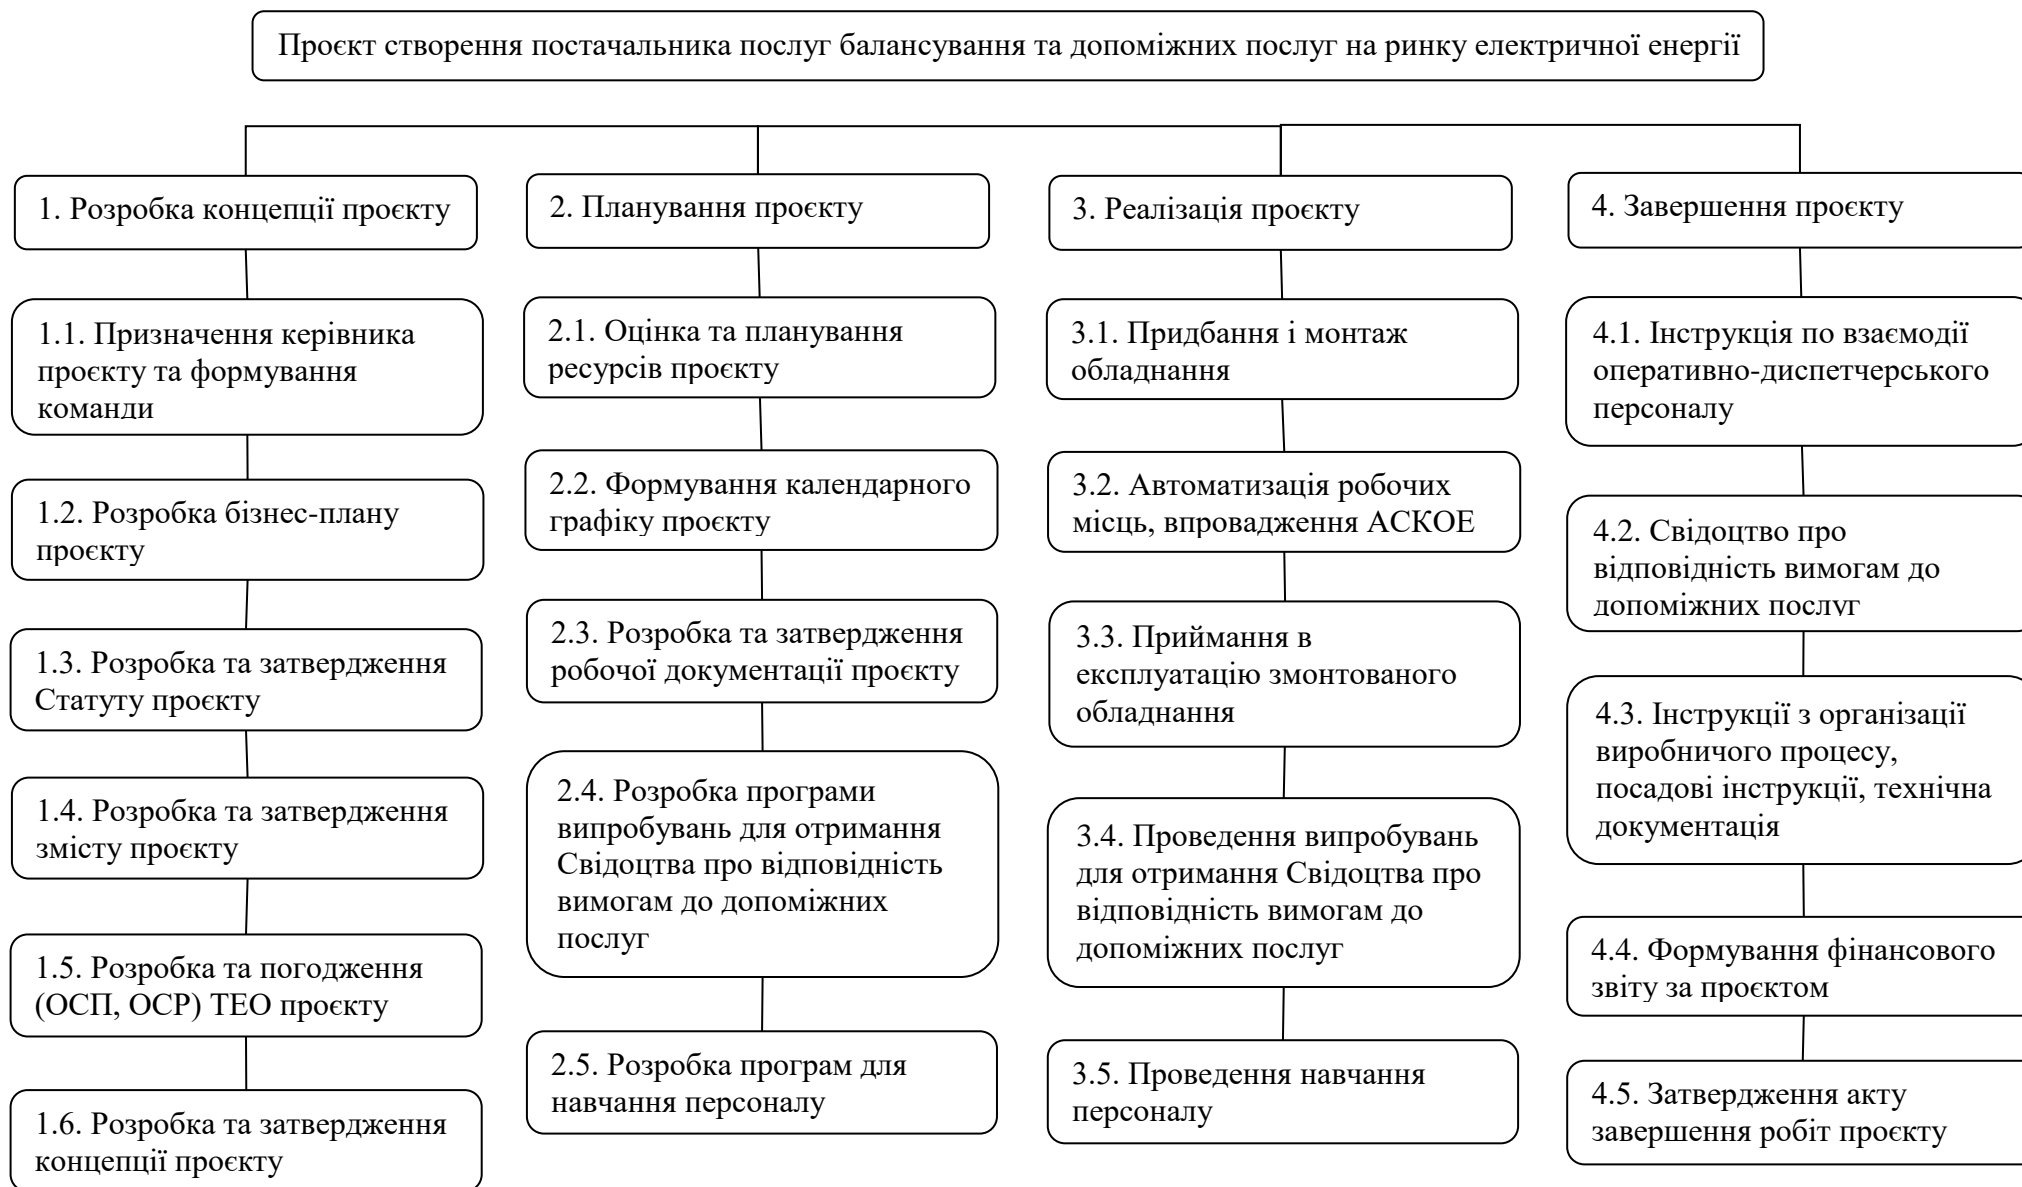 Проєкт створення постачальника послуг балансування та допоміжних послуг на ринку електричної енергії
1. Розробка концепції проєкту
1.1. Призначення керівника
проєкту та формування
команди
1.2. Розробка бізнес-плану
проєкту
1.3. Розробка та затвердження
Статуту проєкту
1.4. Розробка та затвердження
змісту проєкту
1.5. Розробка та погодження
(ОСП, ОСР) ТЕО проєкту
1.6. Розробка та затвердження
концепції проєкту
2. Планування проєкту
2.1. Оцінка та планування
ресурсів проєкту
2.2. Формування календарного
графіку проєкту
2.3. Розробка та затвердження
робочої документації проєкту
2.4. Розробка програми
випробувань для отримання
Свідоцтва про відповідність
вимогам до допоміжних
послуг
2.5. Розробка програм для
навчання персоналу
3. Реалізація проєкту
3.1. Придбання і монтаж
обладнання
3.2. Автоматизація робочих
місць, впровадження АСКОЕ
3.3. Приймання в
експлуатацію змонтованого
обладнання
3.4. Проведення випробувань
для отримання Свідоцтва про
відповідність вимогам до
допоміжних послуг
3.5. Проведення навчання
персоналу
4. Завершення проєкту
4.1. Інструкція по взаємодії
оперативно-диспетчерського
персоналу
4.2. Свідоцтво про
відповідність вимогам до
допоміжних послуг
4.3. Інструкції з організації
виробничого процесу,
посадові інструкції, технічна
документація
4.4. Формування фінансового
звіту за проєктом
4.5. Затвердження акту
завершення робіт проєкту